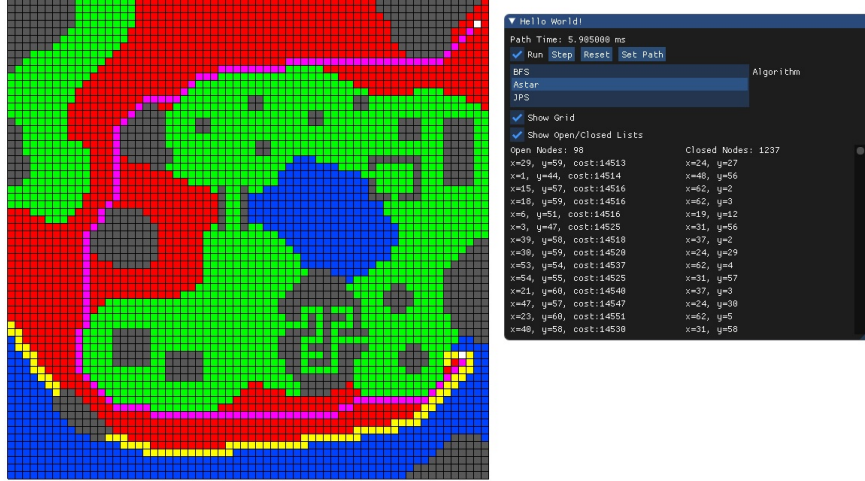 Hello World!
Path Time: 5.905000 ms
Run Step Reset Set Path
BFS Algorithm
Astar
JPS
Show Grid
Show Open/Closed Lists
Open Nodes: 98 Closed Nodes: 1237
x=29, y=59, cost:14513 x=24, y=27
x=1, y=44, cost:14514 x=48, y=56
x=15, y=57, cost:14516 x=62, y=2
x=18, y=59, cost:14516 x=62, y=3
x=6, y=51, cost:14516 x=19, y=12
x=3, y=47, cost:14525 x=31, y=56
x=39, y=58, cost:14518 x=37, y=2
x=30, y=59, cost:14520 x=24, y=29
x=53, y=54, cost:14537 x=62, y=4
x=54, y=55, cost:14525 x=31, y=57
x=21, y=60, cost:14540 x=37, y=3
x=47, y=57, cost:14547 x=24, y=30
x=23, y=60, cost:14551 x=62, y=5
x=40, y=58, cost:14530 x=31, y=58